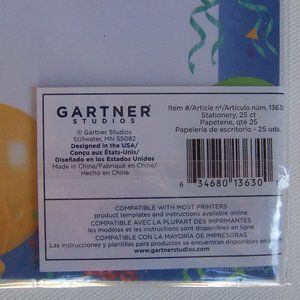 GARTNER
STUDIOS
© Gartner Studios
Stillwater, MN 55082
Designed in the USA/
Conçu aux États-Unis/
Diseñado en los Estados Unidos
Made in China/Fabriqué en Chine/
Hecho en China
Item #/Article nº/Artículo núm. 1363
Stationery, 25 ct
Papeterie, qté 25
Papelería de escritorio - 25 uds.
6 34680 13630
COMPATIBLE WITH MOST PRINTERS
product templates and instructions available online
COMPATIBLE AVEC LA PLUPART DES IMPRIMANTES
les modèles et les instructions sont disponibles en ligne
COMPATIBLE CON LA MAYORÍA DE IMPRESORAS
Las instrucciones y plantillas para productos se encuentran disponibles en
www.gartnerstudios.com